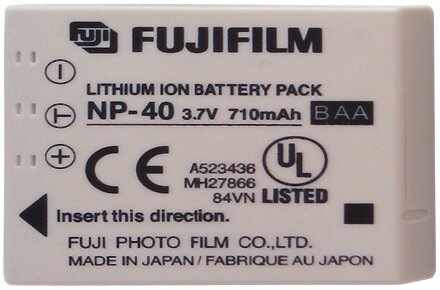 FUJI FUJIFILM
LITHIUM ION BATTERY PACK
NP-40 3.7V 710mAh BAA
CE
UL
A523436
MH27866
84VN
LISTED
Insert this direction.
FUJI PHOTO FILM CO.,LTD.
MADE IN JAPAN / FABRIQUE AU JAPON